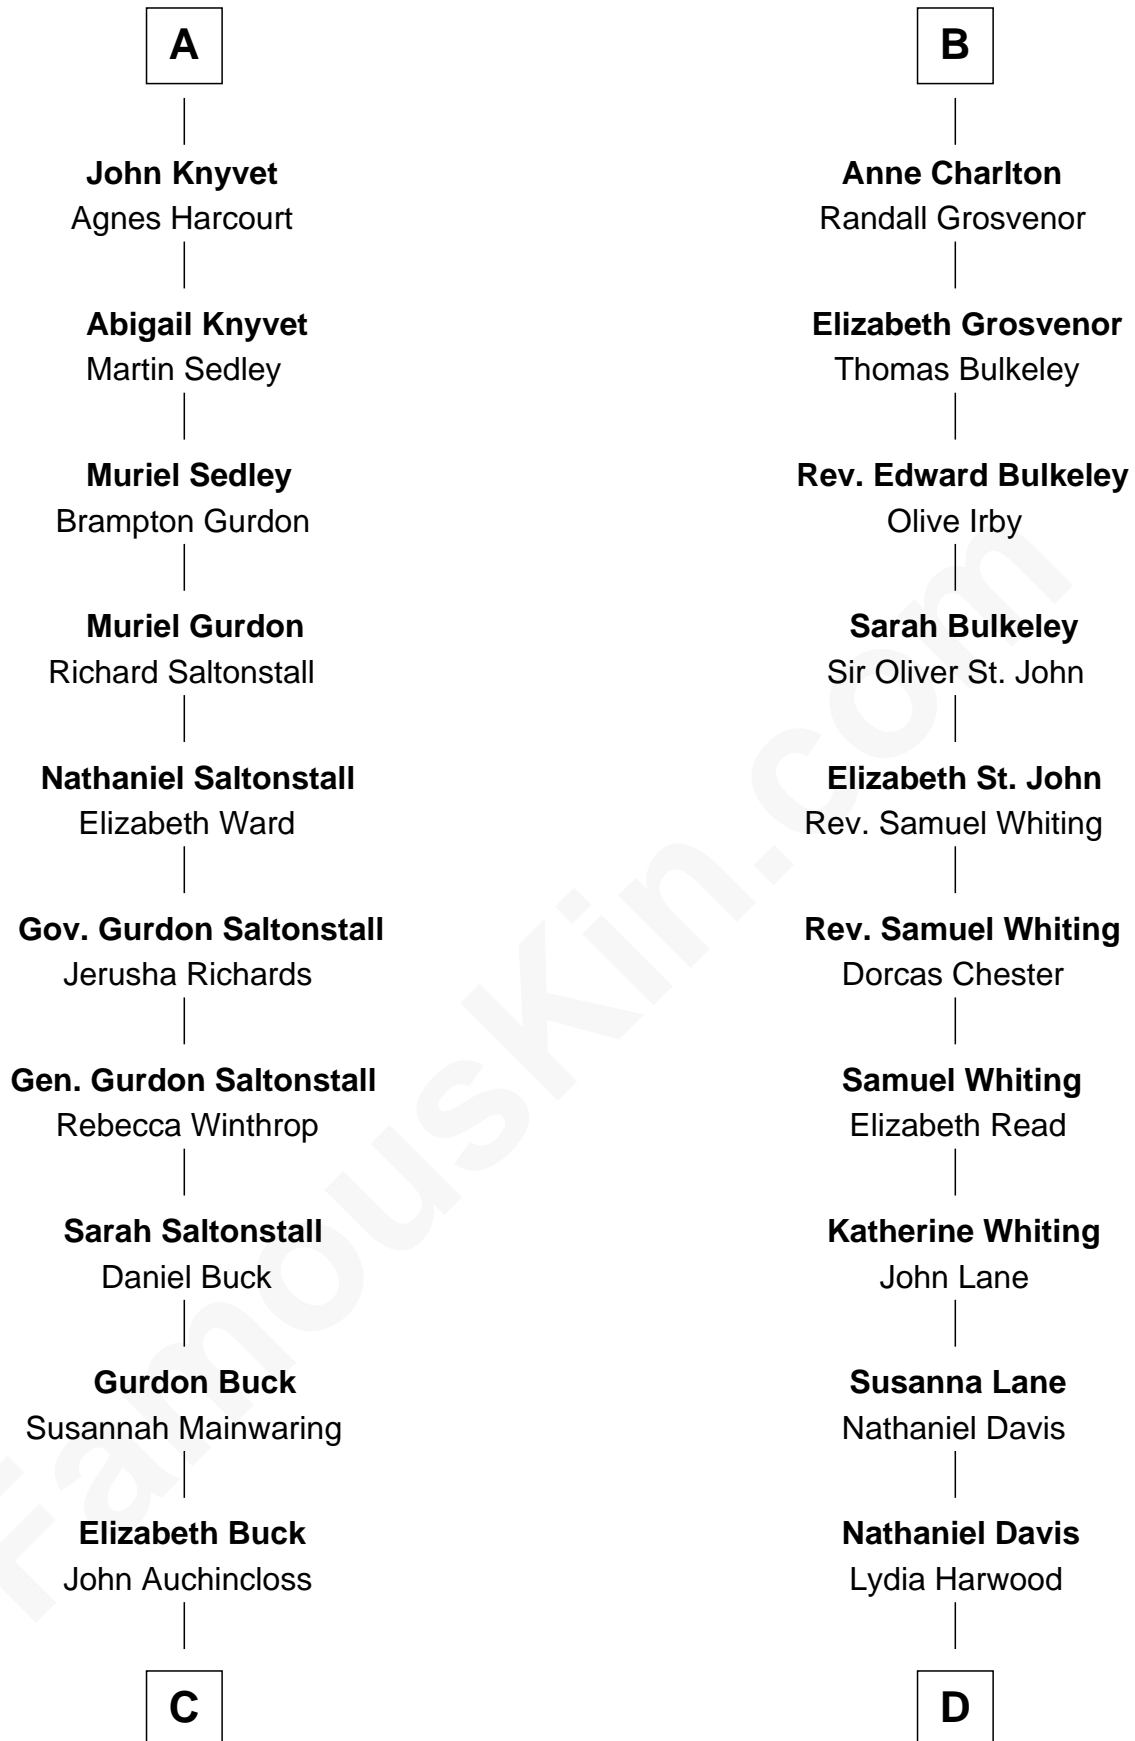 A
John Knyvet
Agnes Harcourt
Abigail Knyvet
Martin Sedley
Muriel Sedley
Brampton Gurdon
Muriel Gurdon
Richard Saltonstall
Nathaniel Saltonstall
Elizabeth Ward
Gov. Gurdon Saltonstall
Jerusha Richards
Gen. Gurdon Saltonstall
Rebecca Winthrop
Sarah Saltonstall
Daniel Buck
Gurdon Buck
Susannah Mainwaring
Elizabeth Buck
John Auchincloss
C
B
Anne Charlton
Randall Grosvenor
Elizabeth Grosvenor
Thomas Bulkeley
Rev. Edward Bulkeley
Olive Irby
Sarah Bulkeley
Sir Oliver St. John
Elizabeth St. John
Rev. Samuel Whiting
Rev. Samuel Whiting
Dorcas Chester
Samuel Whiting
Elizabeth Read
Katherine Whiting
John Lane
Susanna Lane
Nathaniel Davis
Nathaniel Davis
Lydia Harwood
D
FamousKin.com